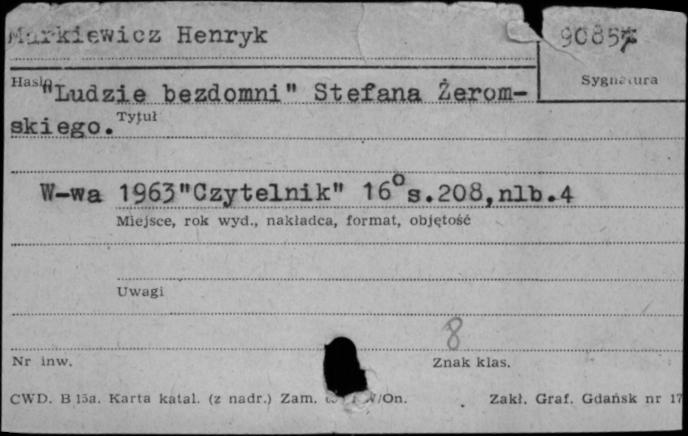 Markiewicz Henryk
90857
Hasło
Sygnatura
"Ludzie bezdomni" Stefana Żerom-
skiego.
Tytuł
W-wa 1963"Czytelnik" 16° s.208,nlb.4
Miejsce, rok wyd., nakładca, format, objętość
Uwagi
8
Nr inw.
Znak klas.
CWD. B 15a. Karta katal. (z nadr.) Zam. /On.
Zakł. Graf. Gdańsk nr 17